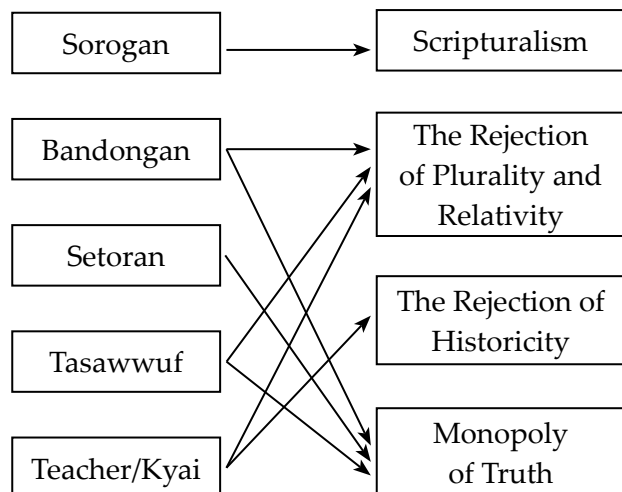 Sorogan
Scripturalism
Bandongan
The Rejection
of Plurality and
Relativity
Setoran
The Rejection of
Historicity
Tasawwuf
Monopoly
of Truth
Teacher/Kyai